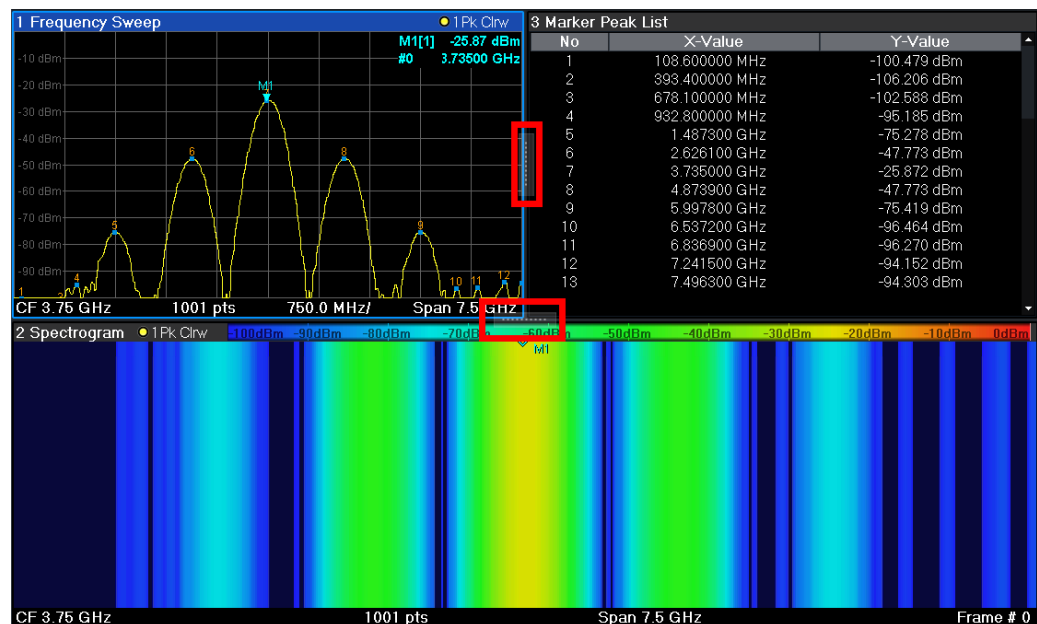 1 Frequency Sweep 1Pk Clrw
M1[1] -25.87 dBm
#0 3.73500 GHz
-10 dBm
-20 dBm
M1
-30 dBm
-40 dBm
6 8
-50 dBm
-60 dBm
-70 dBm
5 9
-80 dBm
-90 dBm
4 10 11 12
1
CF 3.75 GHz 1001 pts 750.0 MHz/ Span 7.5 GHz
3 Marker Peak List
No X-Value Y-Value
1 108.600000 MHz -100.479 dBm
2 393.400000 MHz -106.206 dBm
3 678.100000 MHz -102.588 dBm
4 932.800000 MHz -95.185 dBm
5 1.487300 GHz -75.278 dBm
6 2.626100 GHz -47.773 dBm
7 3.735000 GHz -25.872 dBm
8 4.873900 GHz -47.773 dBm
9 5.997800 GHz -75.419 dBm
10 6.537200 GHz -96.464 dBm
11 6.836900 GHz -96.270 dBm
12 7.241500 GHz -94.152 dBm
13 7.496300 GHz -94.303 dBm
2 Spectrogram 1Pk Clrw -100dBm -90dBm -80dBm -70dBm -60dBm -50dBm -40dBm -30dBm -20dBm -10dBm 0dBm
M1
CF 3.75 GHz 1001 pts Span 7.5 GHz Frame # 0